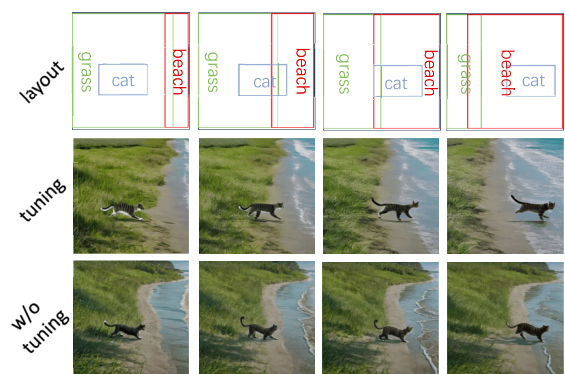 layout
grass
cat
beach
grass
cat
beach
grass
cat
beach
grass
beach
cat
tuning
w/o
tuning